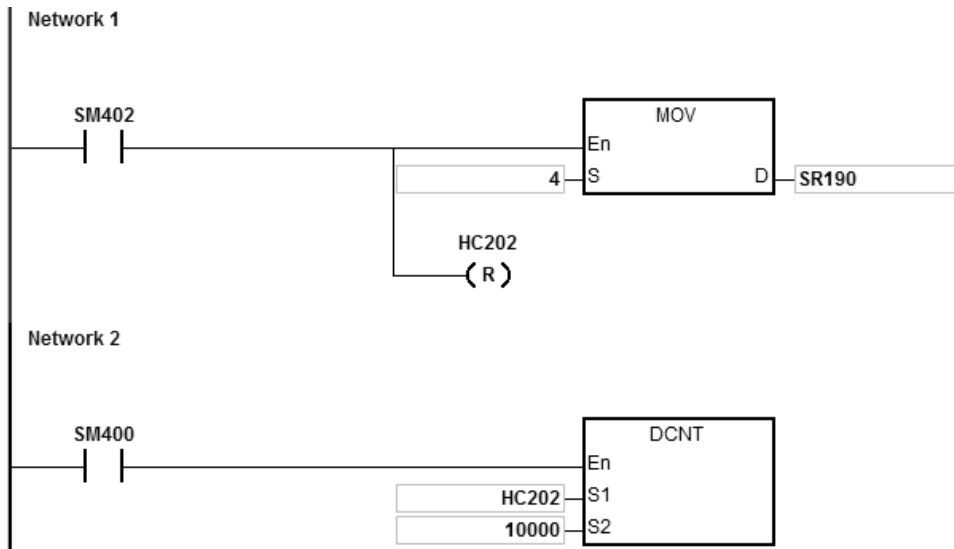 Network 1
SM402
MOV
En
4 S D SR190
HC202
( R )
Network 2
SM400
DCNT
En
HC202 S1
10000 S2